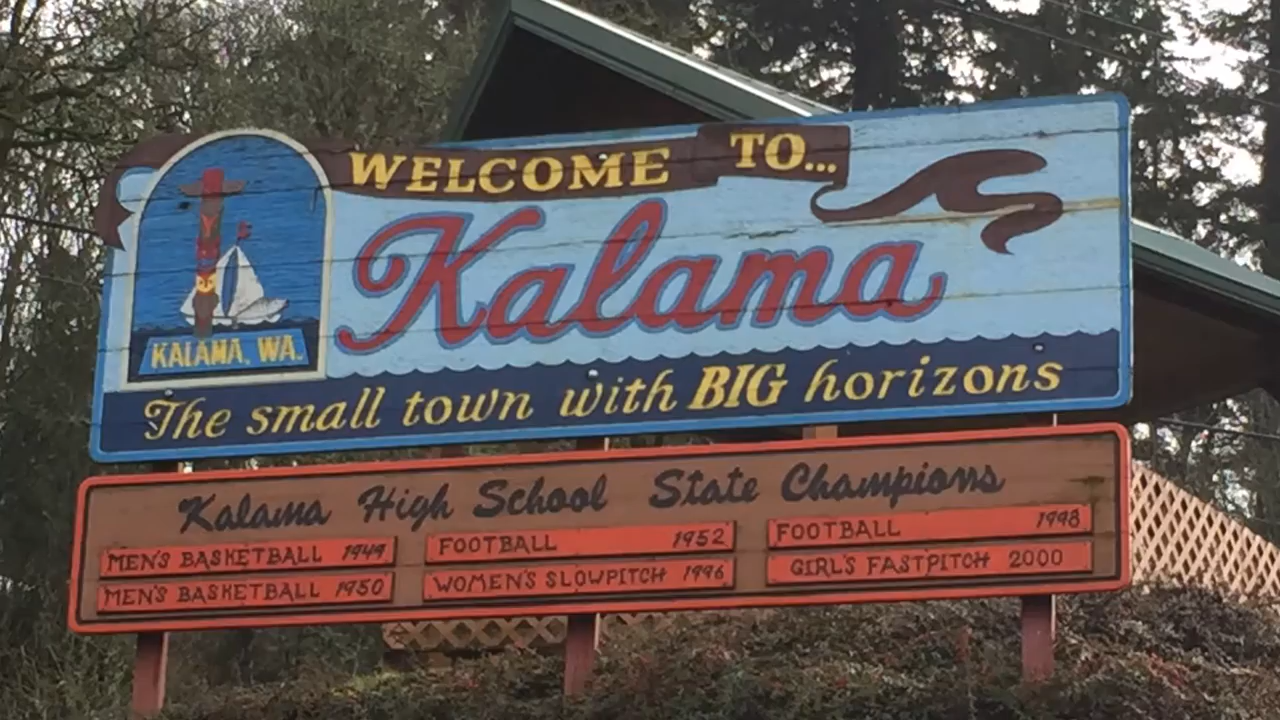 WELCOME TO...
Kalama
KALAMA, WA.
The small town with BIG horizons
Kalama High School State Champions
MEN'S BASKETBALL 1949
MEN'S BASKETBALL 1950
FOOTBALL 1952
WOMEN'S SLOWPITCH 1996
FOOTBALL 1998
GIRL'S FASTPITCH 2000